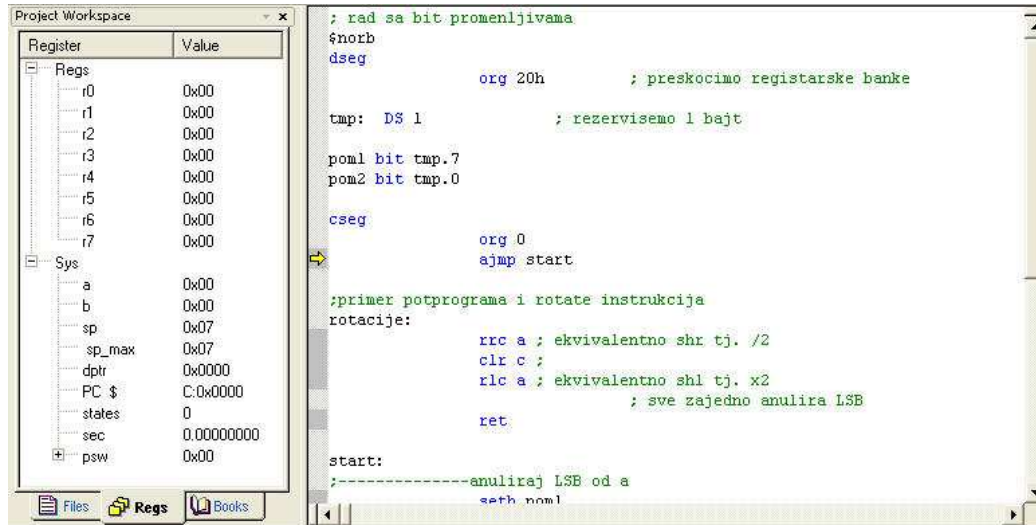 Project Workspace
Register Value
Regs
r0 0x00
r1 0x00
r2 0x00
r3 0x00
r4 0x00
r5 0x00
r6 0x00
r7 0x00
Sys
a 0x00
b 0x00
sp 0x07
sp_max 0x07
dptr 0x0000
PC $ C:0x0000
states 0
sec 0.00000000
psw 0x00
Files Regs Books
; rad sa bit promenljivama
$norb
dseg
org 20h ; preskocimo registarske banke
tmp: DS 1 ; rezervisemo 1 bajt
pom1 bit tmp.7
pom2 bit tmp.0
cseg
org 0
ajmp start
;primer potprograma i rotate instrukcija
rotacije:
rrc a ; ekvivalentno shr tj. /2
clr c ;
rlc a ; ekvivalentno shl tj. x2
; sve zajedno anulira LSB
ret
start:
;--------------anuliraj LSB od a
setb pom1